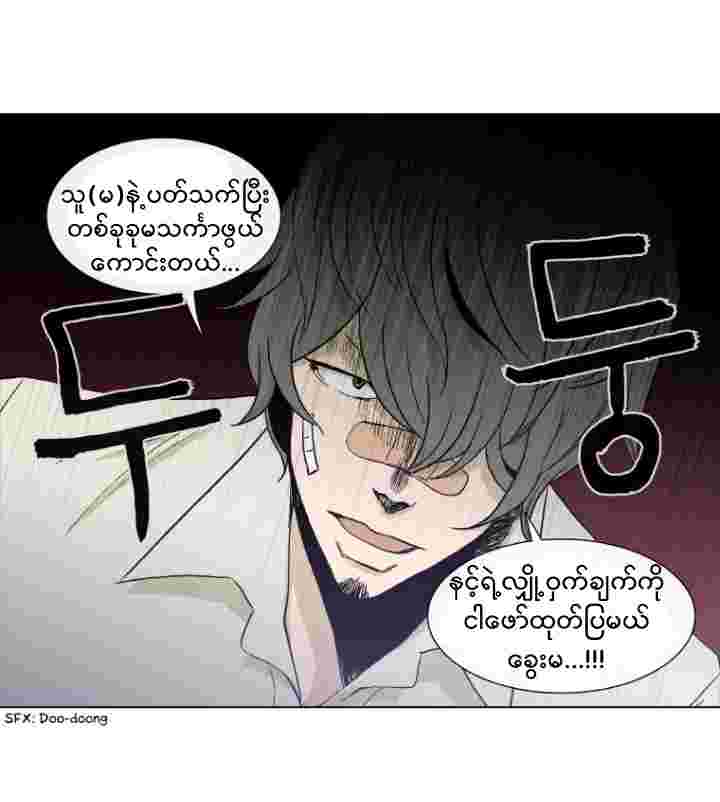 သူ(မ)နဲ့ပတ်သက်ပြီး
တစ်ခုခုမသင်္ကာဖွယ်
ကောင်းတယ်...
두둥
နင့်ရဲ့လျှို့ဝှက်ချက်ကို
ငါဖော်ထုတ်ပြမယ်
ခွေးမ...!!!
SFX: Doo-doong